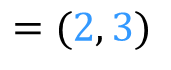 = (2, 3)